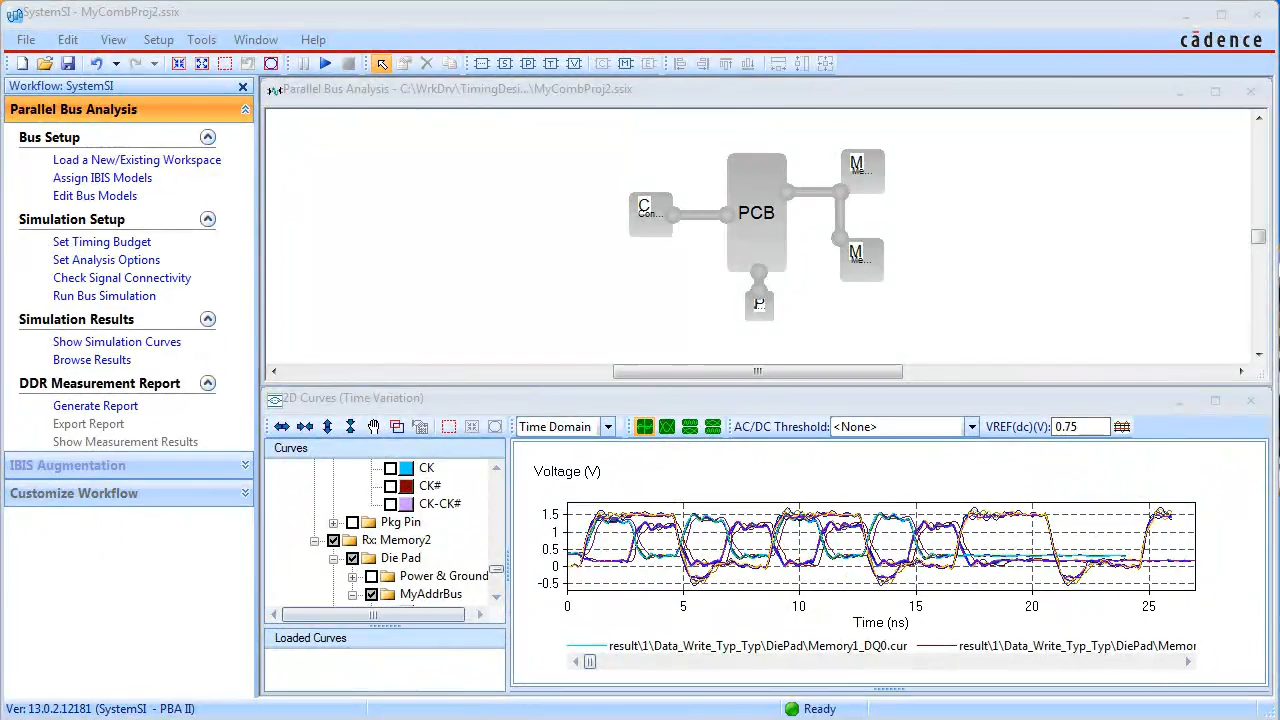 SystemSI - MyCombProj2.ssix
File Edit View Setup Tools Window Help
cādence
Workflow: SystemSI
Parallel Bus Analysis
Bus Setup
Load a New/Existing Workspace
Assign IBIS Models
Edit Bus Models
Simulation Setup
Set Timing Budget
Set Analysis Options
Check Signal Connectivity
Run Bus Simulation
Simulation Results
Show Simulation Curves
Browse Results
DDR Measurement Report
Generate Report
Export Report
Show Measurement Results
IBIS Augmentation
Customize Workflow
Parallel Bus Analysis - C:\WrkDrv\TimingDesi...\MyCombProj2.ssix
C
Con...
PCB
M
Me...
M
Me...
P
2D Curves (Time Variation)
Time Domain AC/DC Threshold: <None> VREF(dc)(V): 0.75
Curves
CK
CK#
CK-CK#
Pkg Pin
Rx: Memory2
Die Pad
Power & Ground
MyAddrBus
Loaded Curves
Voltage (V)
1.5
1
0.5
0
-0.5
0 5 10 15 20 25
Time (ns)
result\1\Data_Write_Typ_Typ\DiePad\Memory1_DQ0.cur result\1\Data_Write_Typ_Typ\DiePad\Memor
Ver: 13.0.2.12181 (SystemSI - PBA II) Ready